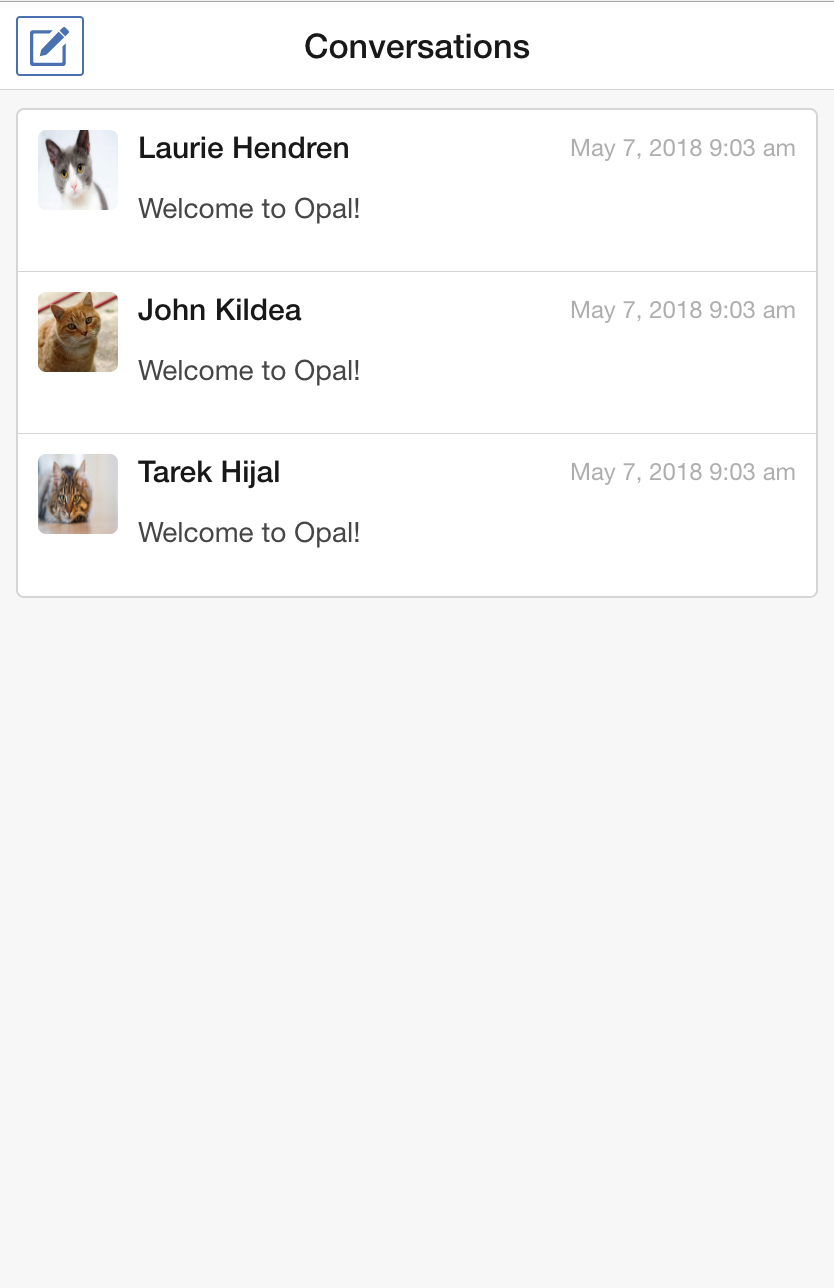 Conversations
Laurie Hendren May 7, 2018 9:03 am
Welcome to Opal!
John Kildea May 7, 2018 9:03 am
Welcome to Opal!
Tarek Hijal May 7, 2018 9:03 am
Welcome to Opal!